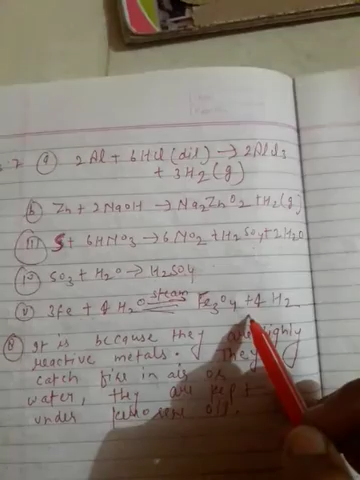 7 (a) 2Al + 6HCl (dil) → 2AlCl3
+ 3H2 (g)
(b) Zn + 2NaOH → Na2ZnO2 + H2(g)
(iii) S + 6HNO3 → 6NO2 + H2SO4 + 2H2O
(iv) SO3 + H2O → H2SO4
(v) 3Fe + 4H2O steam Fe3O4 + 4H2
It is because they are highly
reactive metals. They
catch fire in air or
water, they are kept
under kerosene oil.